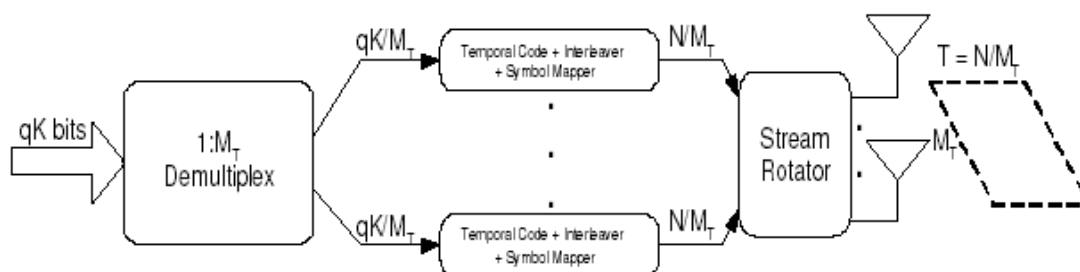 qK bits
1:M_T
Demultiplex
qK/M_T
Temporal Code + Interleaver
+ Symbol Mapper
N/M_T
qK/M_T
Temporal Code + Interleaver
+ Symbol Mapper
N/M_T
Stream
Rotator
T = N/M_T
M_T